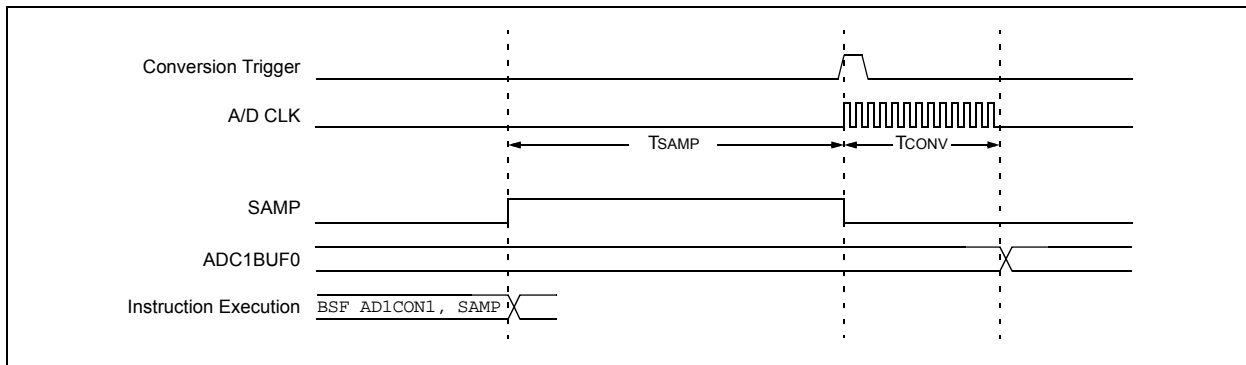 Conversion Trigger
A/D CLK
TSAMP
TCONV
SAMP
ADC1BUF0
Instruction Execution
BSF AD1CON1, SAMP